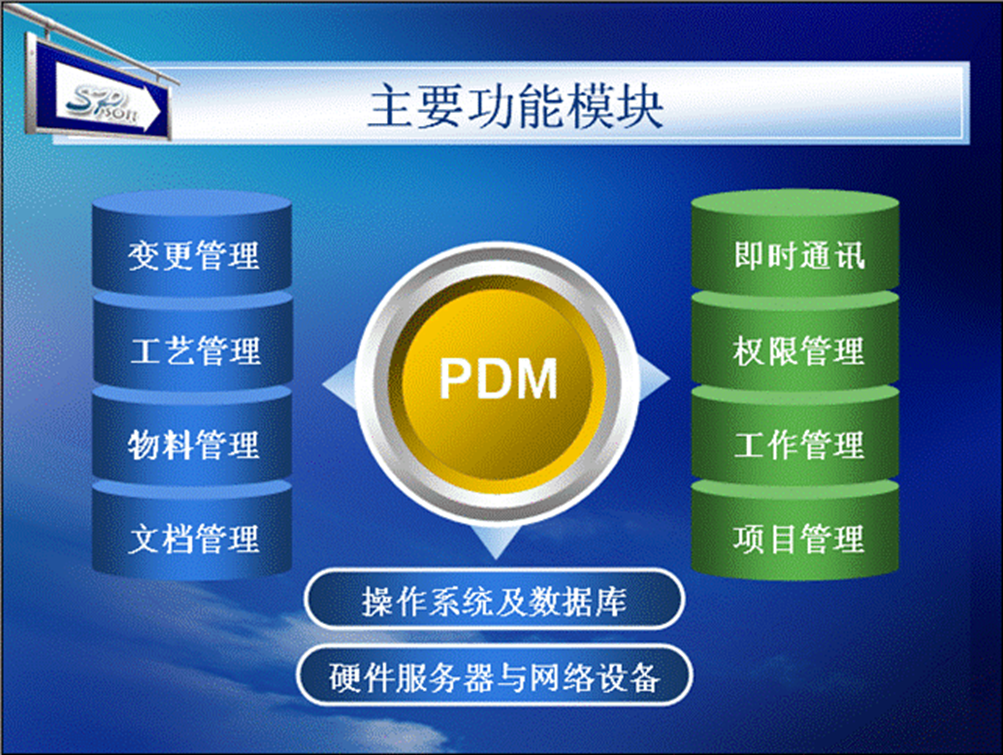 SPSOFT
主要功能模块
变更管理
工艺管理
物料管理
文档管理
PDM
即时通讯
权限管理
工作管理
项目管理
操作系统及数据库
硬件服务器与网络设备